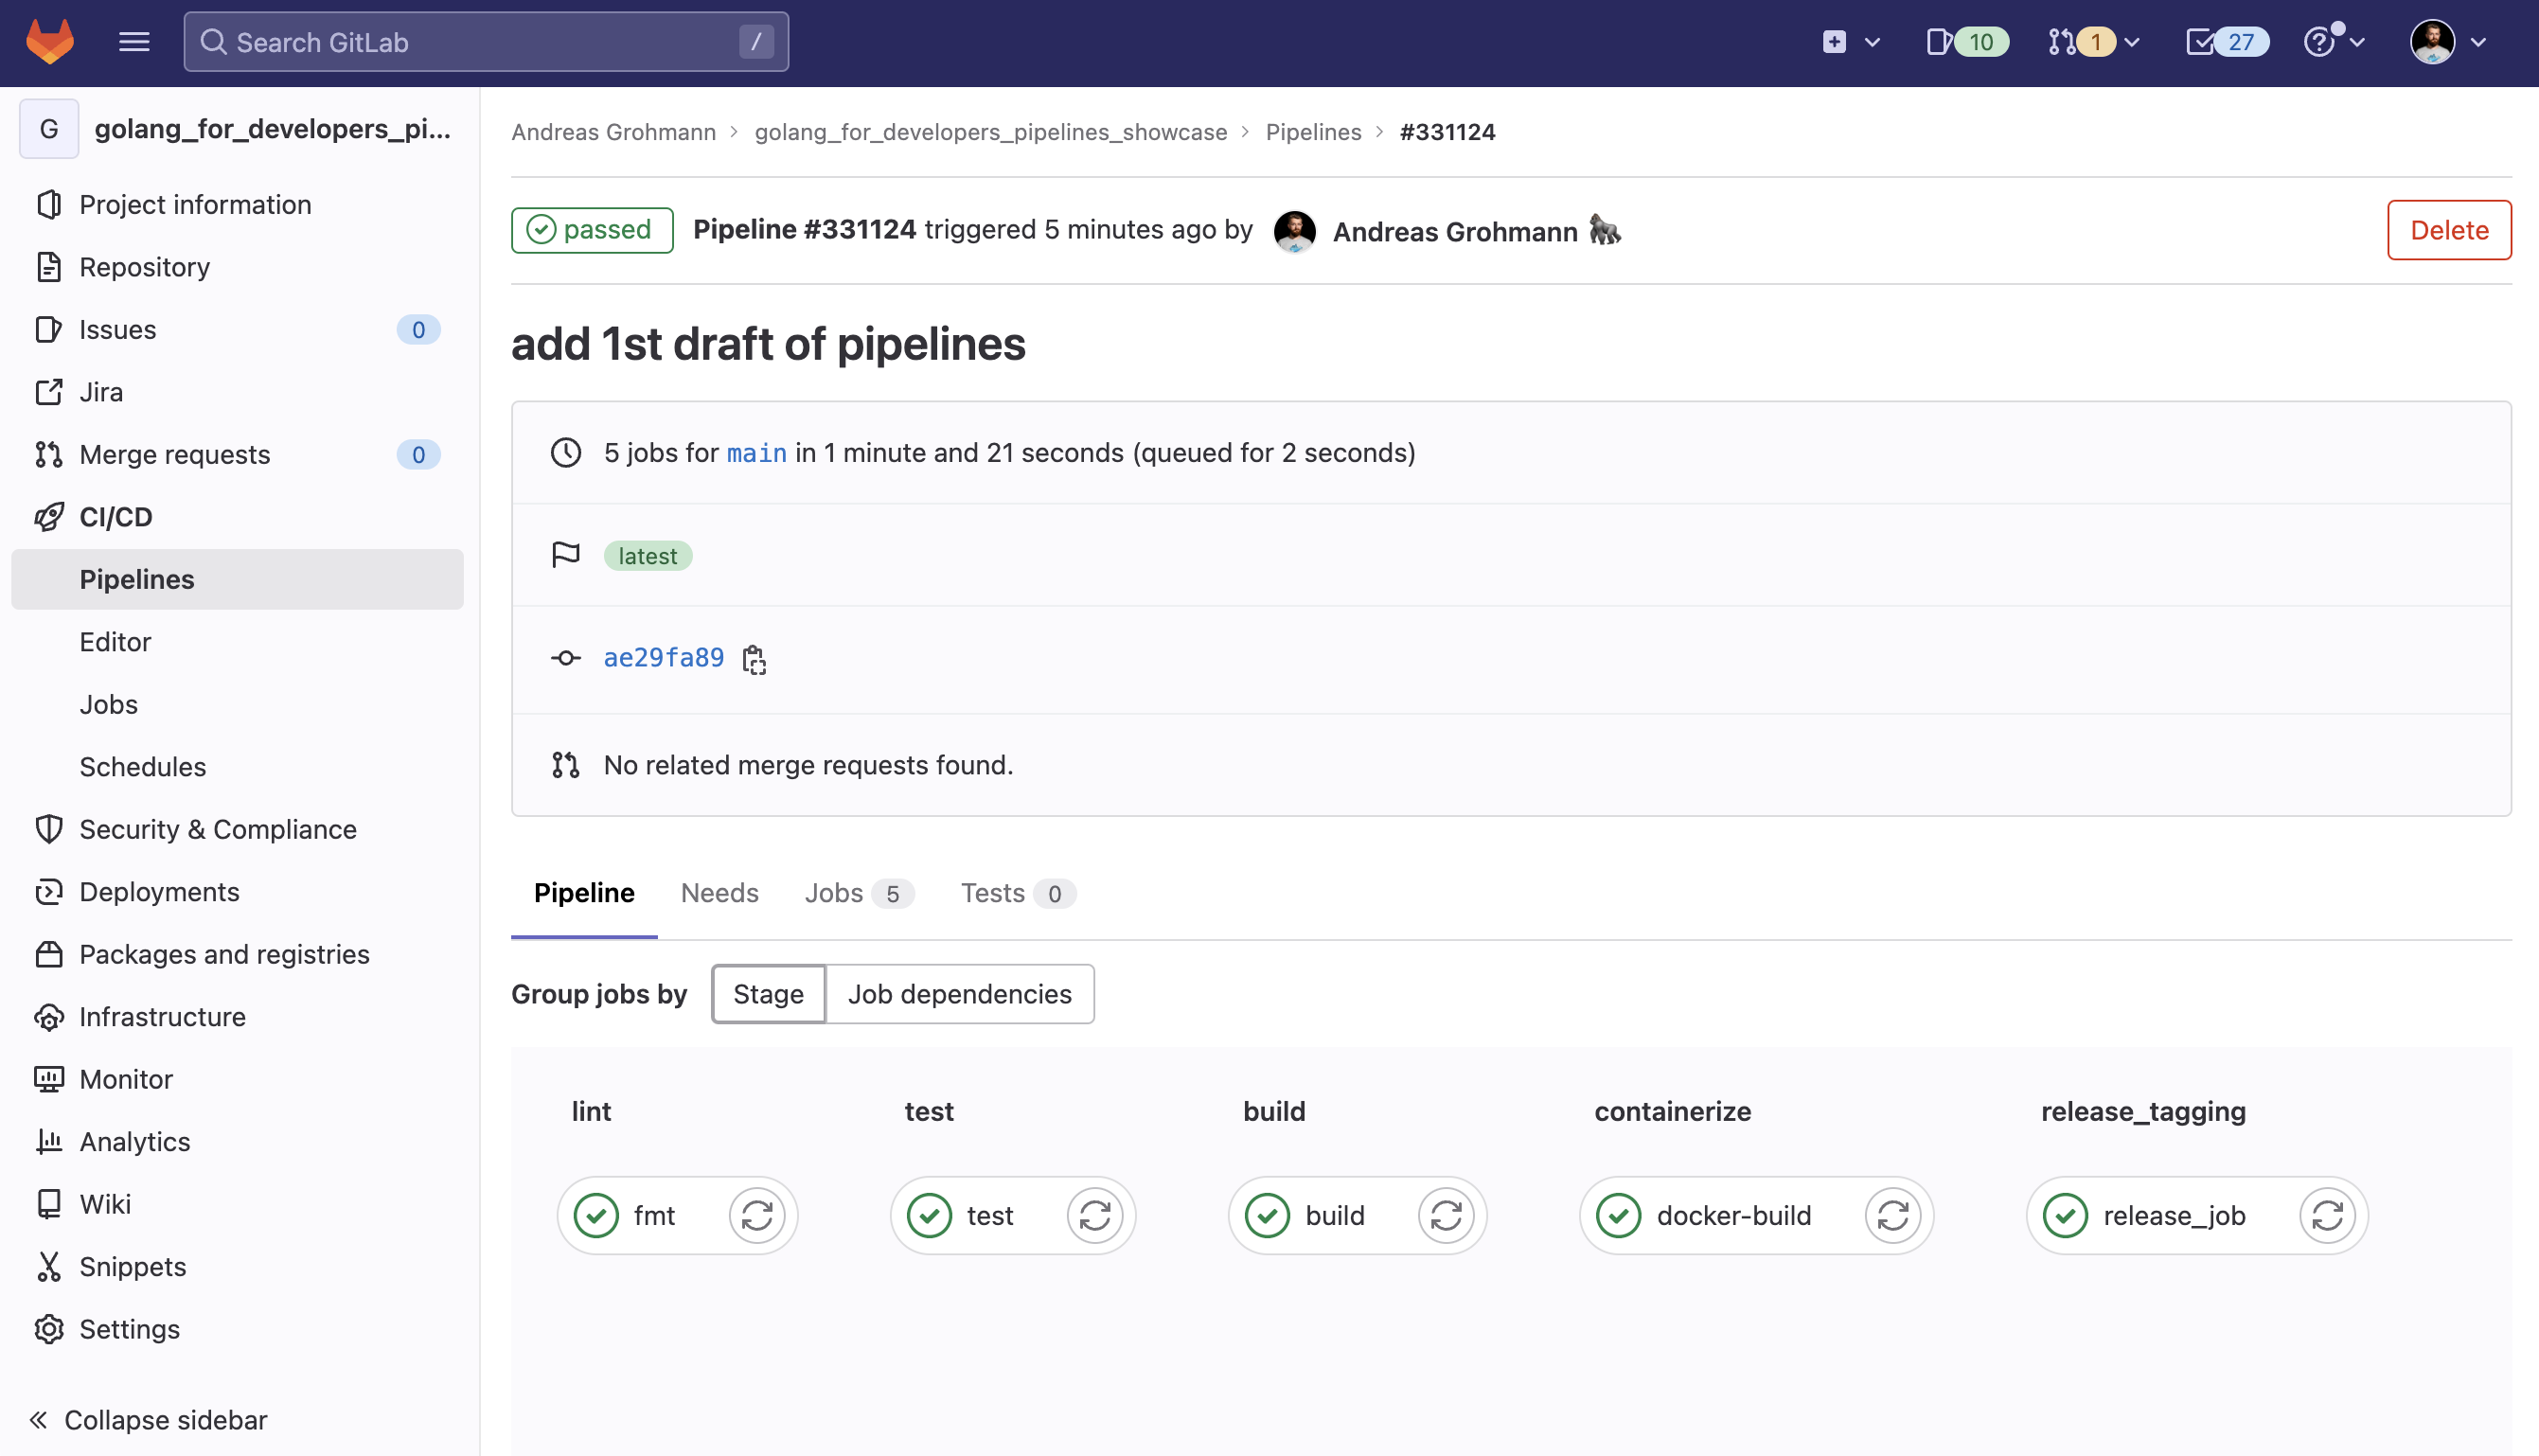 Search GitLab /
10
1
27
G golang_for_developers_pi...
Project information
Repository
Issues 0
Jira
Merge requests 0
CI/CD
Pipelines
Editor
Jobs
Schedules
Security & Compliance
Deployments
Packages and registries
Infrastructure
Monitor
Analytics
Wiki
Snippets
Settings
Collapse sidebar
Andreas Grohmann > golang_for_developers_pipelines_showcase > Pipelines > #331124
passed Pipeline #331124 triggered 5 minutes ago by Andreas Grohmann 🦍
Delete
add 1st draft of pipelines
5 jobs for main in 1 minute and 21 seconds (queued for 2 seconds)
latest
ae29fa89
No related merge requests found.
Pipeline Needs Jobs 5 Tests 0
Group jobs by Stage Job dependencies
lint test build containerize release_tagging
fmt test build docker-build release_job